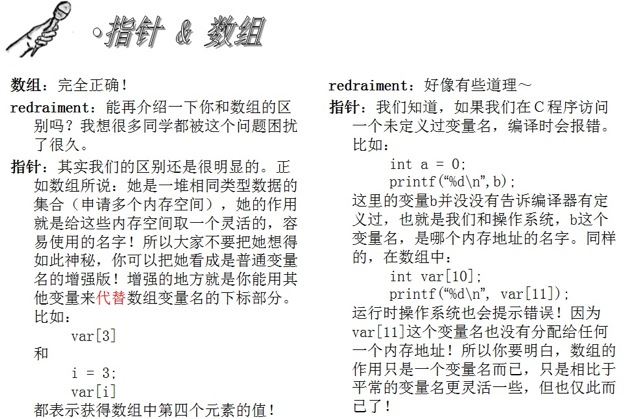 ·指针 & 数组
数组：完全正确！
redraiment：能再介绍一下你和数组的区
别吗？我想很多同学都被这个问题困扰
了很久。
指针：其实我们的区别还是很明显的。正
如数组所说：她是一堆相同类型数据的
集合（申请多个内存空间），她的作用
就是给这些内存空间取一个灵活的，容
易使用的名字！所以大家不要把她想得
如此神秘，你可以把她看成是普通变量
名的增强版！增强的地方就是你能用其
他变量来代替数组变量名的下标部分。
比如：
var[3]
和
i = 3;
var[i]
都表示获得数组中第四个元素的值！
redraiment：好像有些道理～
指针：我们知道，如果我们在Ｃ程序访问
一个未定义过变量名，编译时会报错。
比如：
int a = 0;
printf(“%d\n”,b);
这里的变量b并没没有告诉编译器有定
义过，也就是我们和操作系统，b这个
变量名，是哪个内存地址的名字。同样
的，在数组中：
int var[10];
printf(“%d\n”, var[11]);
运行时操作系统也会提示错误！因为
var[11]这个变量名也没有分配给任何
一个内存地址！所以你要明白，数组的
作用只是一个变量名而己，只是相比于
平常的变量名更灵活一些，但也仅此而
己了！